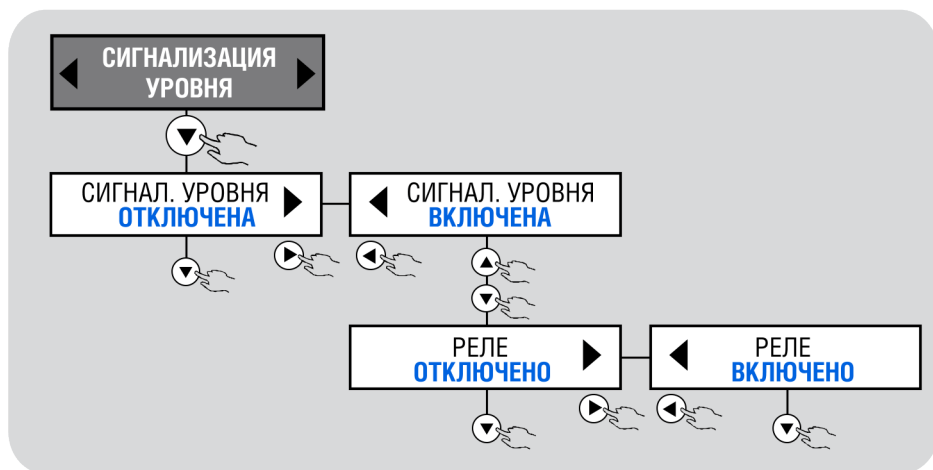 СИГНАЛИЗАЦИЯ
УРОВНЯ
СИГНАЛ. УРОВНЯ
ОТКЛЮЧЕНА
СИГНАЛ. УРОВНЯ
ВКЛЮЧЕНА
РЕЛЕ
ОТКЛЮЧЕНО
РЕЛЕ
ВКЛЮЧЕНО